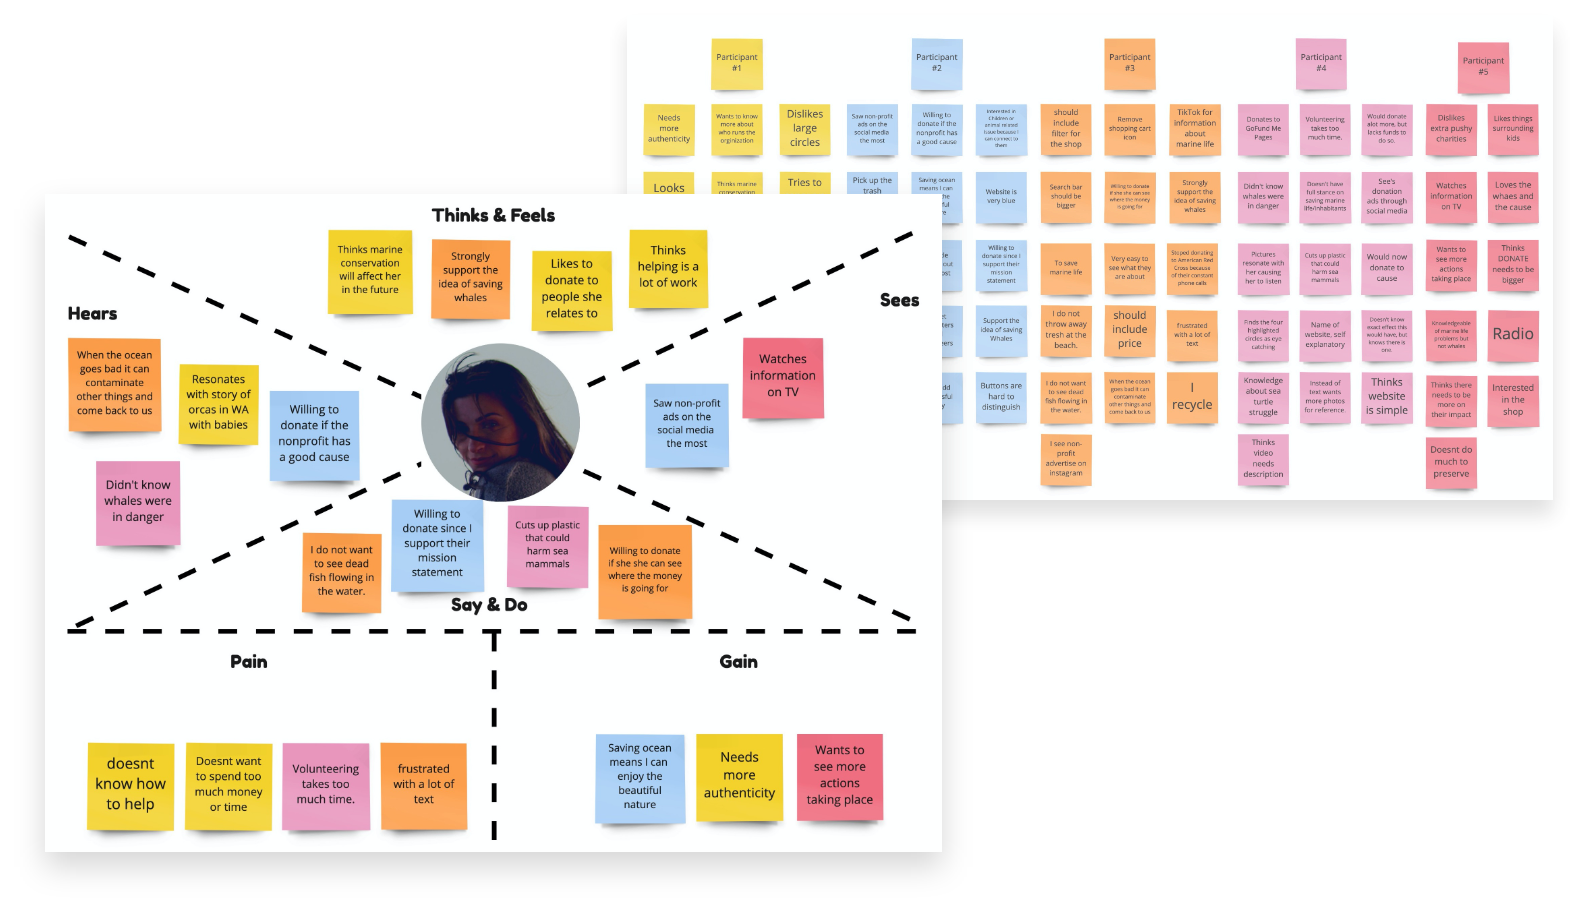 Participant
#1
Participant
#2
Participant
#3
Participant
#4
Participant
#5
Needs
more
authenticity
Wants to know
more about
who runs the
erginization
Dislikes
large
circles
Saw non-profit
ads on the
social media
the most
Willing to
donate if the
nonprofit has
a good cause
Interested in
Children or
animal related
issue because I
can connect to
them
should
include
filter for
the shop
Remove
shopping cart
icon
TikTok for
information
about
marine life
Donates to
GoFund Me
Pages
Volunteering
takes too
much time.
Would donate
alot more, but
lacks funds to
do so.
Dislikes
extra pushy
charities
Likes things
surrounding
kids
Looks
Thinks marine
conservation
Tries to
Pick up the
trash
Saving ocean
means I can
Website is
very blue
Search bar
should be
bigger
Willing to donate
if she she can see
where the money
is going for
Strongly
support the
idea of saving
whales
Didn't know
whales were
in danger
Doesn't have
full stance on
saving marine
life/inhabitants
See's
donation
ads through
social media
Watches
information
on TV
Loves the
whaes and
the cause
Willing to
donate since I
support their
mission
statement
To save
marine life
Very easy to
see what they
are about
Stoped donating
to American Red
Cross because
of their constant
phone calls
Pictures
resonate with
her causing
her to listen
Cuts up plastic
that could
harm sea
mammals
Would now
donate to
cause
Wants to
see more
actions
taking place
Thinks
DONATE
needs to be
bigger
Support the
idea of saving
Whales
I do not
throw away
tresh at the
beach.
should
include
price
frustrated
with a lot of
text
Finds the four
highlighted
circles as eye
catching
Name of
website, self
explanatory
Doesn't know
exact effect this
would have, but
knows there is
one.
Knowledgeable
of marine life
problems but
not whales
Radio
Buttons are
hard to
distinguish
I do not want
to see dead
fish flowing in
the water.
When the ocean
goes bad it can
contaminate
other things and
come back to us
I
recycle
Knowledge
about sea
turtle
struggle
Instead of
text wants
more photos
for reference.
Thinks
website
is simple
Thinks there
needs to be
more on
their impact
Interested
in the
shop
I see non-
profit
advertise on
instagram
Thinks
video
needs
description
Doesnt do
much to
preserve
Thinks & Feels
Thinks marine
conservation
will affect her
in the future
Strongly
support the
idea of saving
whales
Likes to
donate to
people she
relates to
Thinks
helping is a
lot of work
Hears
When the ocean
goes bad it can
contaminate
other things and
come back to us
Resonates
with story of
orcas in WA
with babies
Willing to
donate if the
nonprofit has
a good cause
Didn't know
whales were
in danger
Sees
Watches
information
on TV
Saw non-profit
ads on the
social media
the most
I do not want
to see dead
fish flowing in
the water.
Willing to
donate since I
support their
mission
statement
Cuts up plastic
that could
harm sea
mammals
Willing to donate
if she she can see
where the money
is going for
Say & Do
Pain
doesnt
know how
to help
Doesnt want
to spend too
much money
or time
Volunteering
takes too
much time.
frustrated
with a lot of
text
Gain
Saving ocean
means I can
enjoy the
beautiful
nature
Needs
more
authenticity
Wants to
see more
actions
taking place